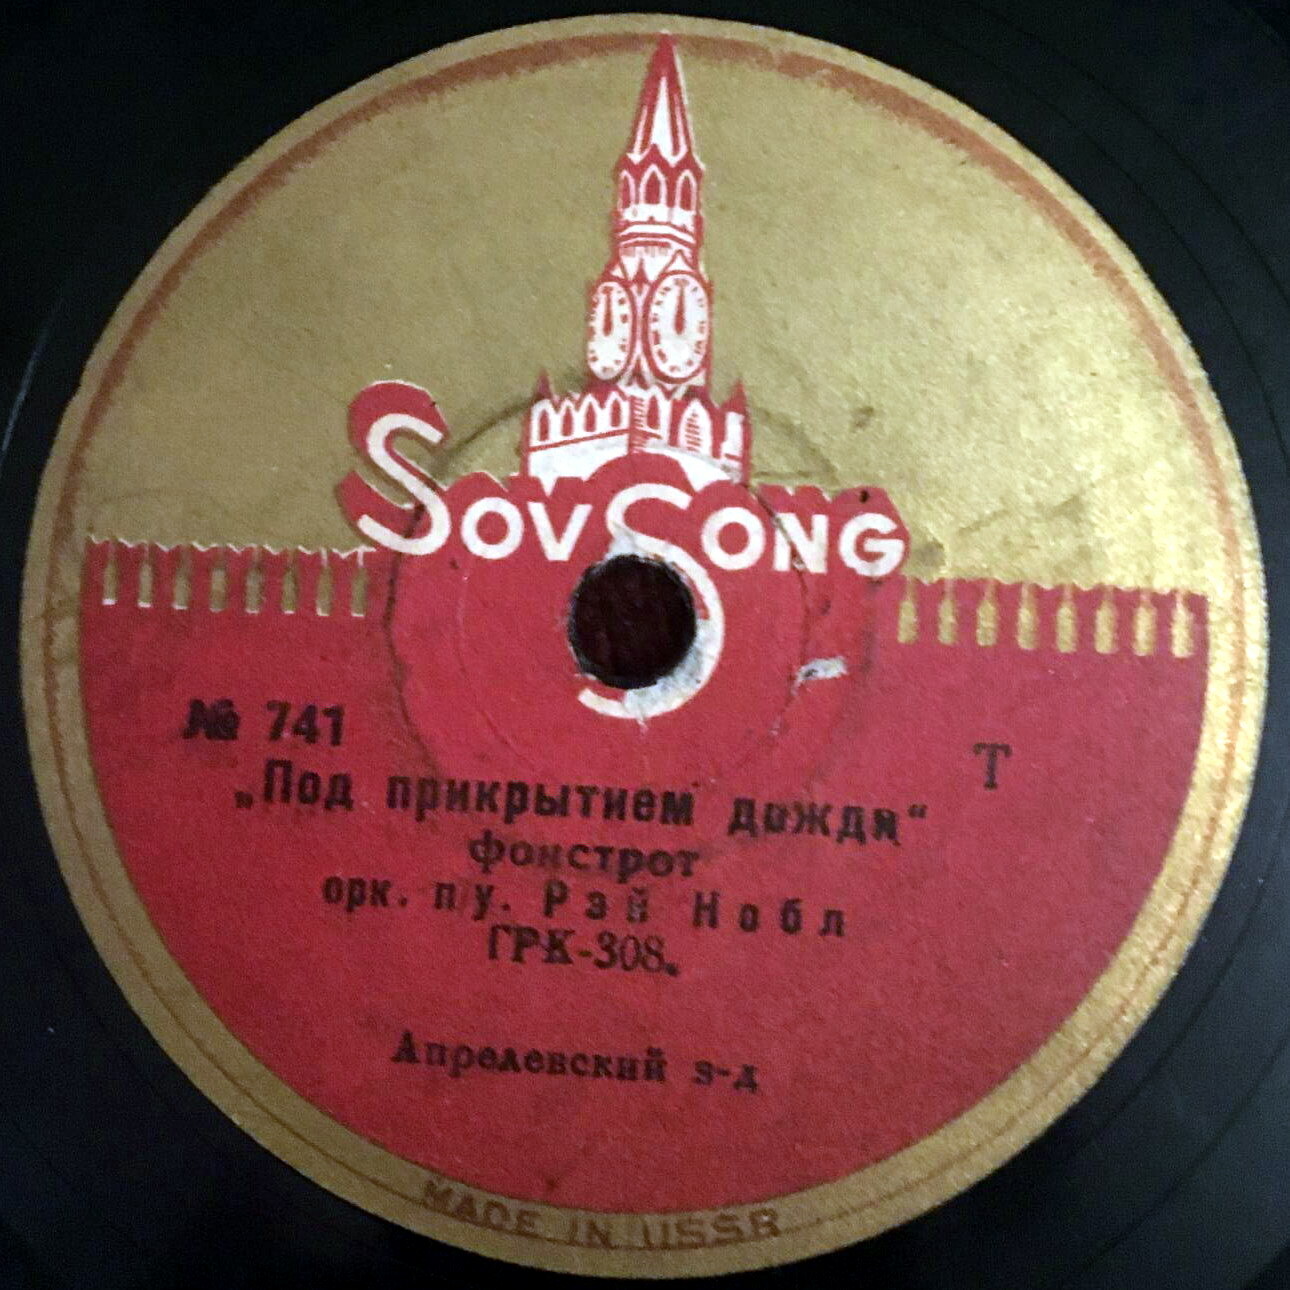 SovSong
№ 741
T
„Под прикрытием дождя“
фокстрот
орк. п/у. Рэй Нобл
ГРК-308.
Апрелевский з-д
MADE IN USSR